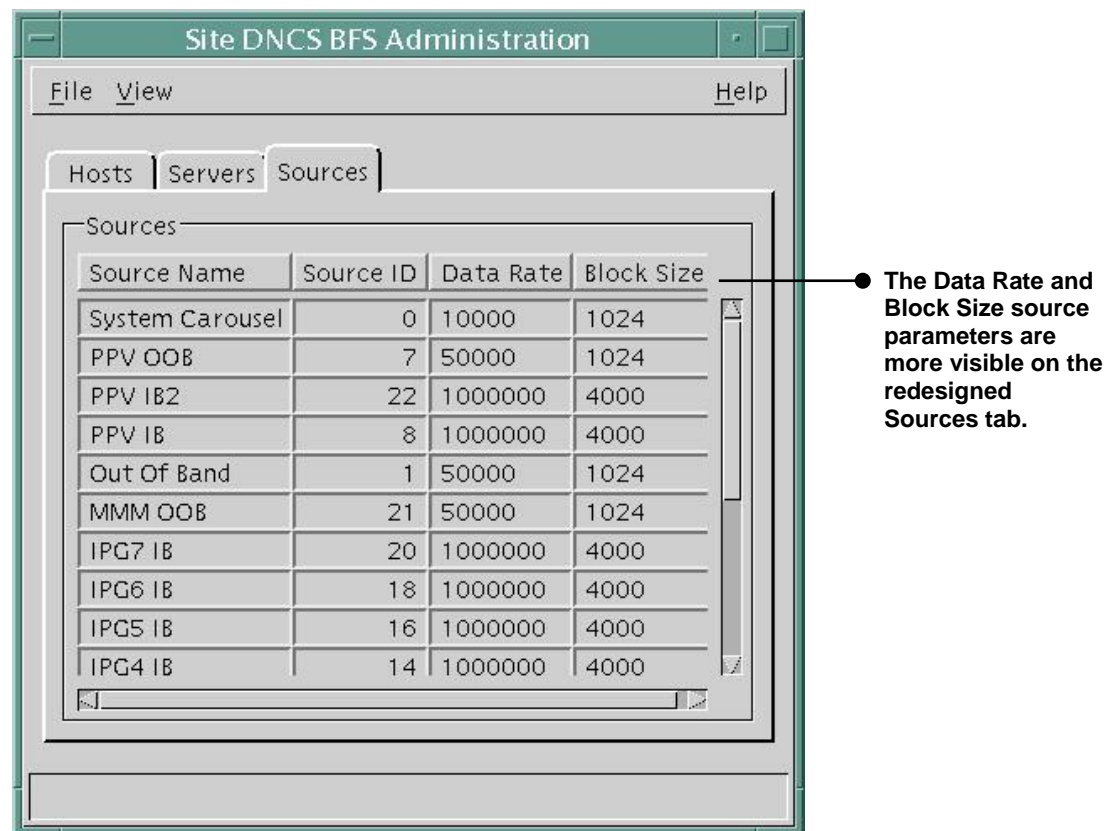 Site DNCS BFS Administration
File View Help
Hosts Servers Sources
Sources
Source Name Source ID Data Rate Block Size
System Carousel 0 10000 1024
PPV OOB 7 50000 1024
PPV IB2 22 1000000 4000
PPV IB 8 1000000 4000
Out Of Band 1 50000 1024
MMM OOB 21 50000 1024
IPG7 IB 20 1000000 4000
IPG6 IB 18 1000000 4000
IPG5 IB 16 1000000 4000
IPG4 IB 14 1000000 4000
The Data Rate and
Block Size source
parameters are
more visible on the
redesigned
Sources tab.